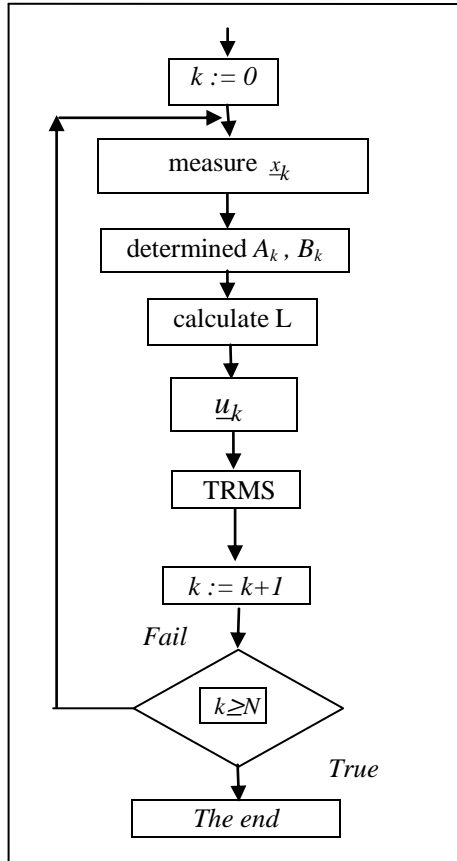 k := 0
measure x_k
determined A_k , B_k
calculate L
u_k
TRMS
k := k+1
Fail
k≥N
True
The end